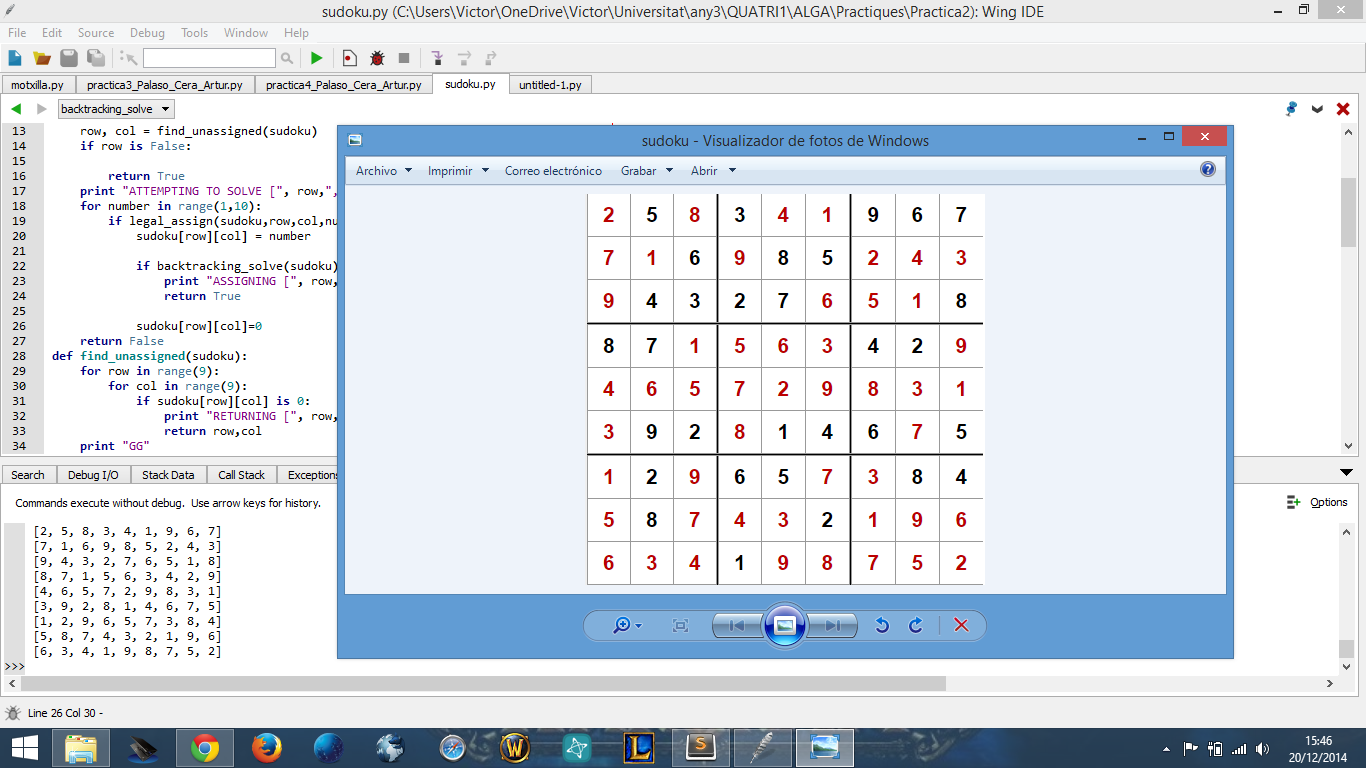 sudoku.py (C:\Users\Victor\OneDrive\Victor\Universitat\any3\QUATRI1\ALGA\Practiques\Practica2): Wing IDE
File Edit Source Debug Tools Window Help
motxilla.py practica3_Palaso_Cera_Artur.py practica4_Palaso_Cera_Artur.py sudoku.py untitled-1.py
backtracking_solve
13 row, col = find_unassigned(sudoku)
14 if row is False:
15
16 return True
17 print "ATTEMPTING TO SOLVE [", row,",
18 for number in range(1,10):
19 if legal_assign(sudoku,row,col,nu
20 sudoku[row][col] = number
21
22 if backtracking_solve(sudoku)
23 print "ASSIGNING [", row,
24 return True
25
26 sudoku[row][col]=0
27 return False
28 def find_unassigned(sudoku):
29 for row in range(9):
30 for col in range(9):
31 if sudoku[row][col] is 0:
32 print "RETURNING [", row,
33 return row,col
34 print "GG"
sudoku - Visualizador de fotos de Windows
Archivo Imprimir Correo electrónico Grabar Abrir
2 5 8 3 4 1 9 6 7
7 1 6 9 8 5 2 4 3
9 4 3 2 7 6 5 1 8
8 7 1 5 6 3 4 2 9
4 6 5 7 2 9 8 3 1
3 9 2 8 1 4 6 7 5
1 2 9 6 5 7 3 8 4
5 8 7 4 3 2 1 9 6
6 3 4 1 9 8 7 5 2
Search Debug I/O Stack Data Call Stack Exceptions
Commands execute without debug. Use arrow keys for history.
Options
[2, 5, 8, 3, 4, 1, 9, 6, 7]
[7, 1, 6, 9, 8, 5, 2, 4, 3]
[9, 4, 3, 2, 7, 6, 5, 1, 8]
[8, 7, 1, 5, 6, 3, 4, 2, 9]
[4, 6, 5, 7, 2, 9, 8, 3, 1]
[3, 9, 2, 8, 1, 4, 6, 7, 5]
[1, 2, 9, 6, 5, 7, 3, 8, 4]
[5, 8, 7, 4, 3, 2, 1, 9, 6]
[6, 3, 4, 1, 9, 8, 7, 5, 2]
>>>
Line 26 Col 30 -
15:46
20/12/2014